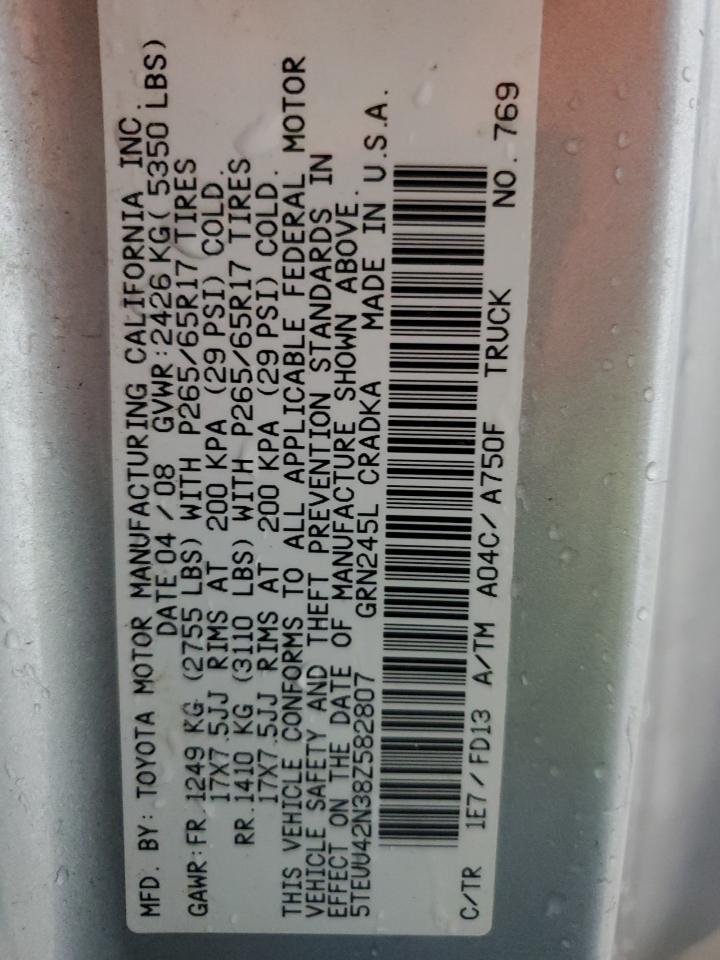 MFD. BY: TOYOTA MOTOR MANUFACTURING CALIFORNIA INC.
DATE 04/08 GVWR:2426 KG( 5350 LBS)
GAWR:FR.1249 KG (2755 LBS) WITH P265/65R17 TIRES
17X7.5JJ RIMS AT 200 KPA (29 PSI) COLD.
RR.1410 KG (3110 LBS) WITH P265/65R17 TIRES
17X7.5JJ RIMS AT 200 KPA (29 PSI) COLD.
THIS VEHICLE CONFORMS TO ALL APPLICABLE FEDERAL MOTOR
VEHICLE SAFETY AND THEFT PREVENTION STANDARDS IN
EFFECT ON THE DATE OF MANUFACTURE SHOWN ABOVE.
5TEUU42N38Z582807 GRN245L CRADKA MADE IN U.S.A.
C/TR 1E7/FD13 A/TM A04C/A750F TRUCK NO. 769